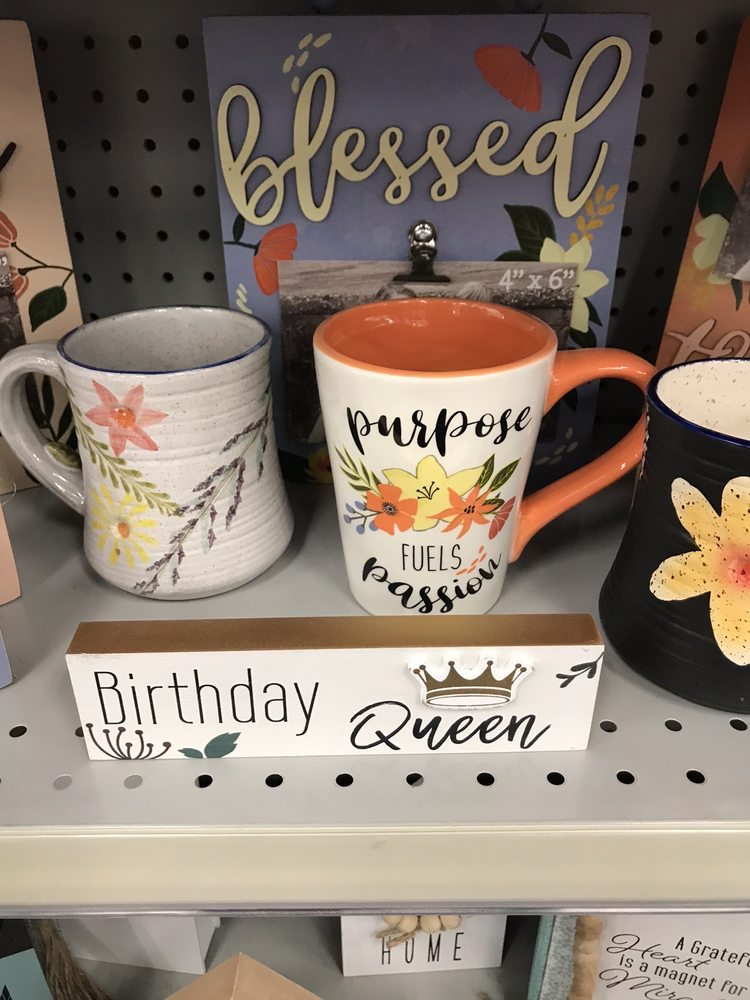 blessed
4" x 6"
purpose
FUELS
passion
Birthday
Queen
HOME
A Grateful
Heart
is a magnet for